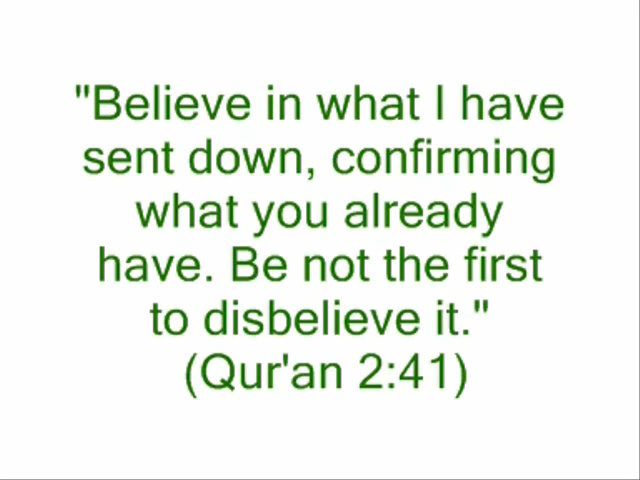 "Believe in what I have
sent down, confirming
what you already
have. Be not the first
to disbelieve it."
(Qur'an 2:41)